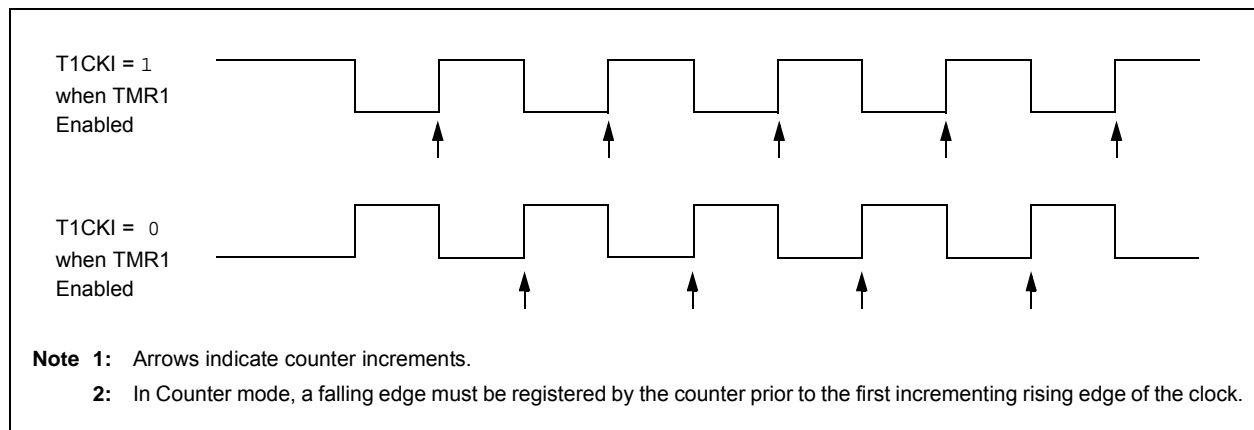 T1CKI = 1
when TMR1
Enabled
T1CKI = 0
when TMR1
Enabled
Note 1: Arrows indicate counter increments.
2: In Counter mode, a falling edge must be registered by the counter prior to the first incrementing rising edge of the clock.